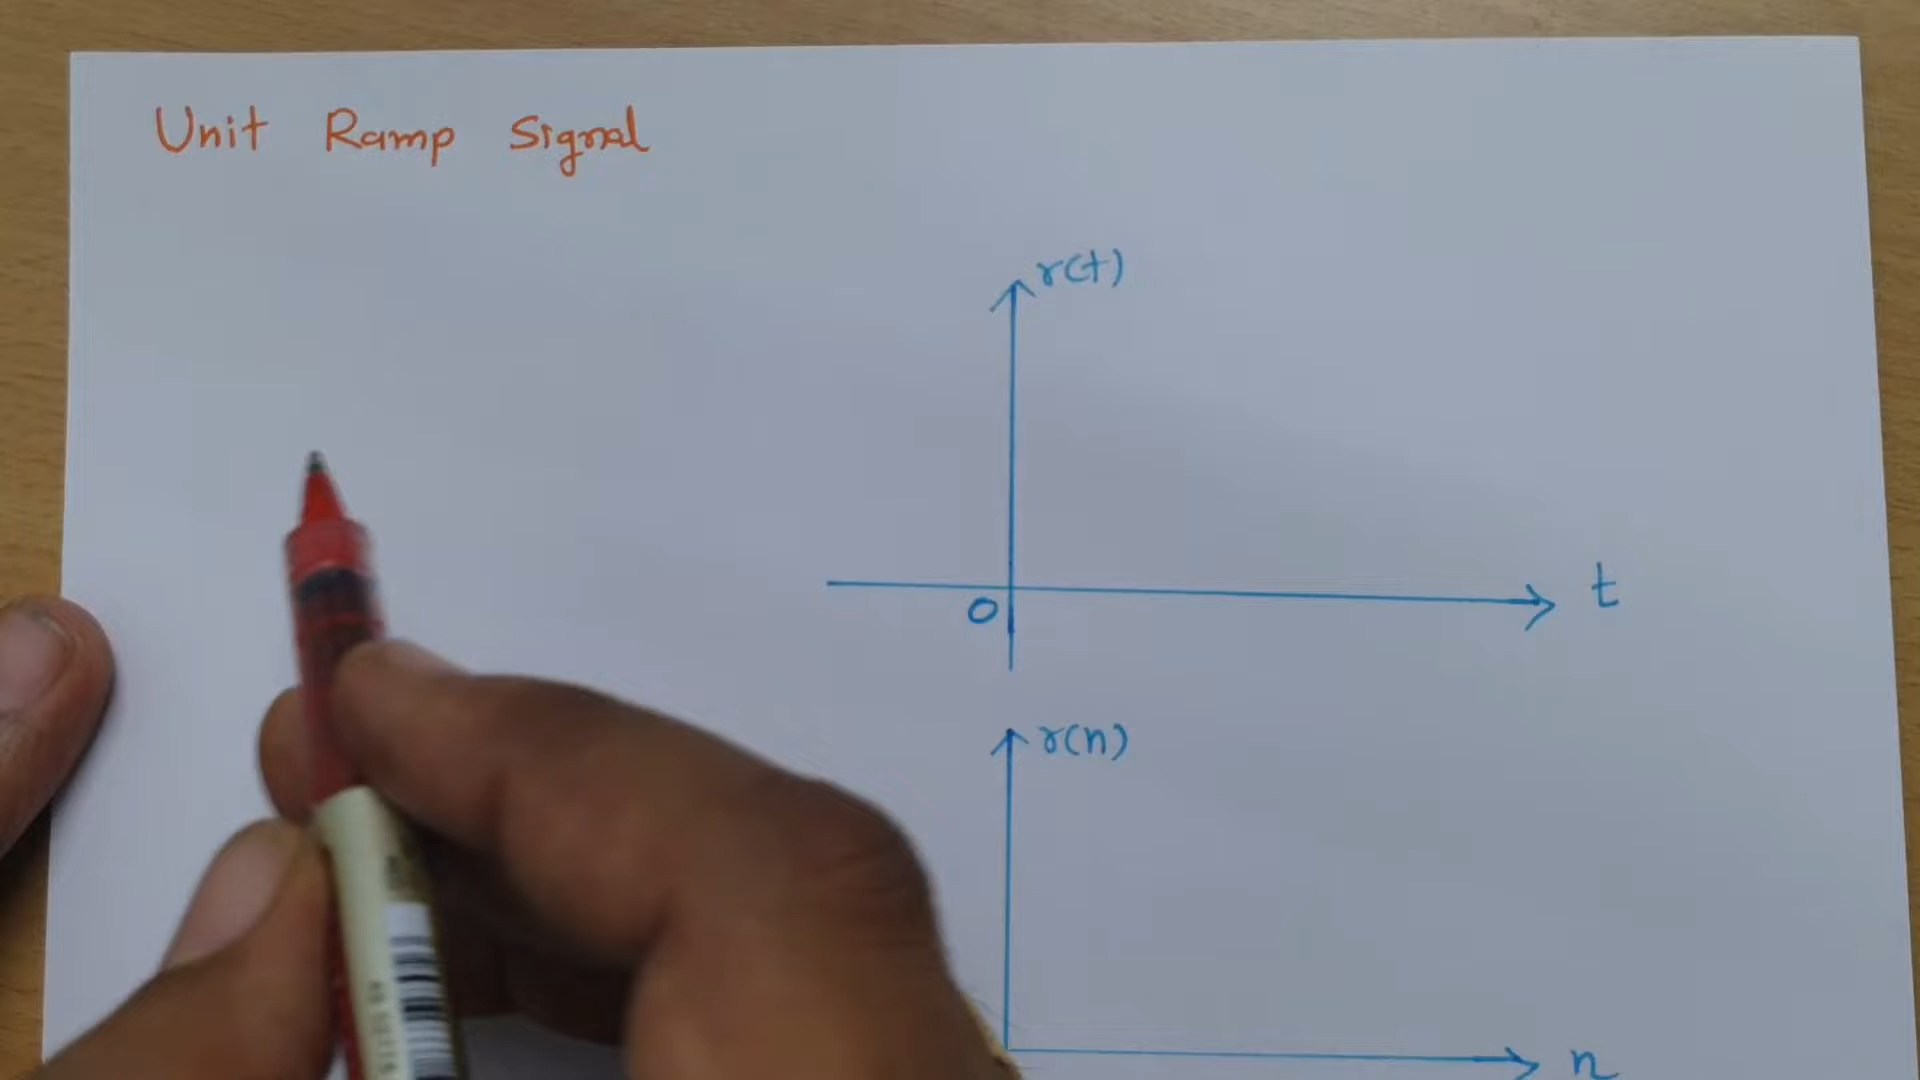 Unit Ramp Signal
r(t)
0
t
r(n)
n